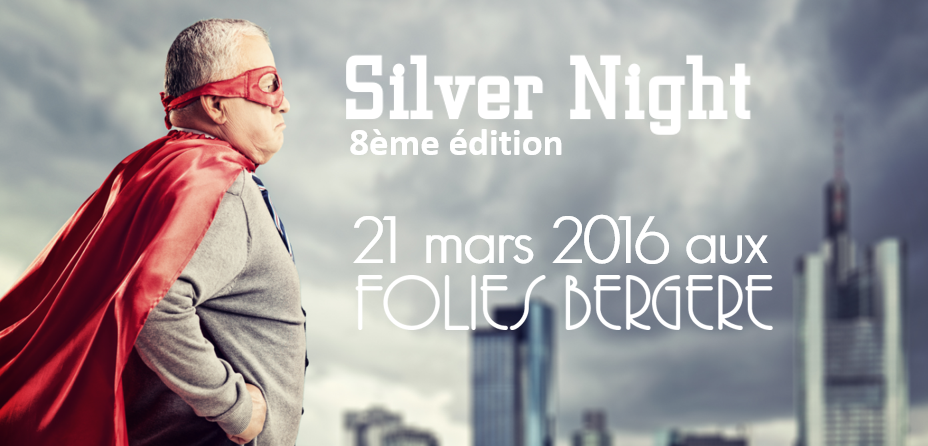 Silver Night
8ème édition
21 mars 2016 aux
FOLIES BERGERE